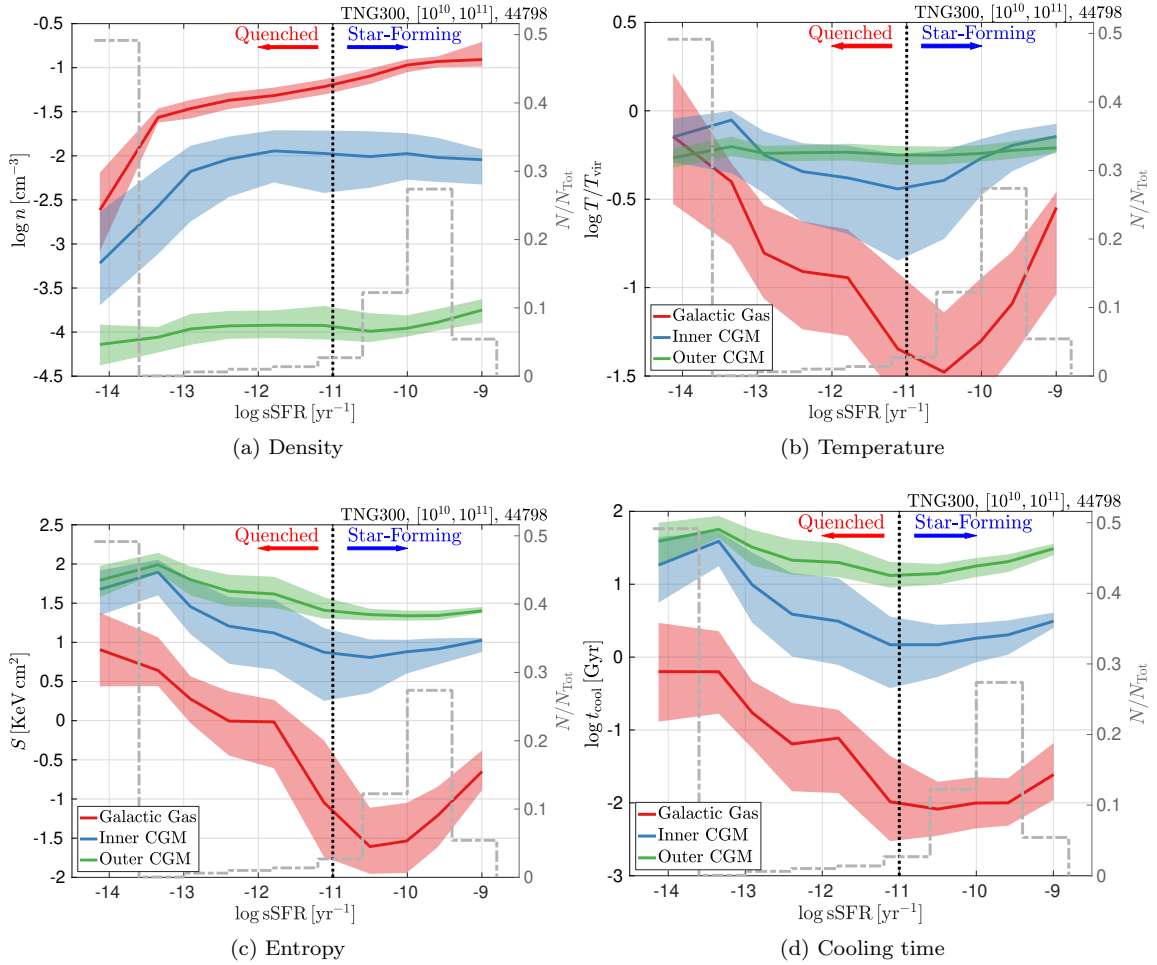 TNG300, [10^10, 10^11], 44798
Quenched Star-Forming
-0.5
-1
-1.5
-2
-2.5
-3
-3.5
-4
-4.5
log n [cm^−3]
0.5
0.4
0.3
0.2
0.1
0
N/N_Tot
-14 -13 -12 -11 -10 -9
log sSFR [yr^−1]
(a) Density
TNG300, [10^10, 10^11], 44798
Quenched Star-Forming
0.5
0
-0.5
-1
-1.5
log T/T_vir
0.5
0.4
0.3
0.2
0.1
0
N/N_Tot
Galactic Gas
Inner CGM
Outer CGM
-14 -13 -12 -11 -10 -9
log sSFR [yr^−1]
(b) Temperature
TNG300, [10^10, 10^11], 44798
Quenched Star-Forming
2.5
2
1.5
1
0.5
0
-0.5
-1
-1.5
-2
S [KeV cm^2]
0.5
0.4
0.3
0.2
0.1
0
N/N_Tot
Galactic Gas
Inner CGM
Outer CGM
-14 -13 -12 -11 -10 -9
log sSFR [yr^−1]
(c) Entropy
TNG300, [10^10, 10^11], 44798
Quenched Star-Forming
2
1
0
-1
-2
-3
log t_cool [Gyr]
0.5
0.4
0.3
0.2
0.1
0
N/N_Tot
Galactic Gas
Inner CGM
Outer CGM
-14 -13 -12 -11 -10 -9
log sSFR [yr^−1]
(d) Cooling time